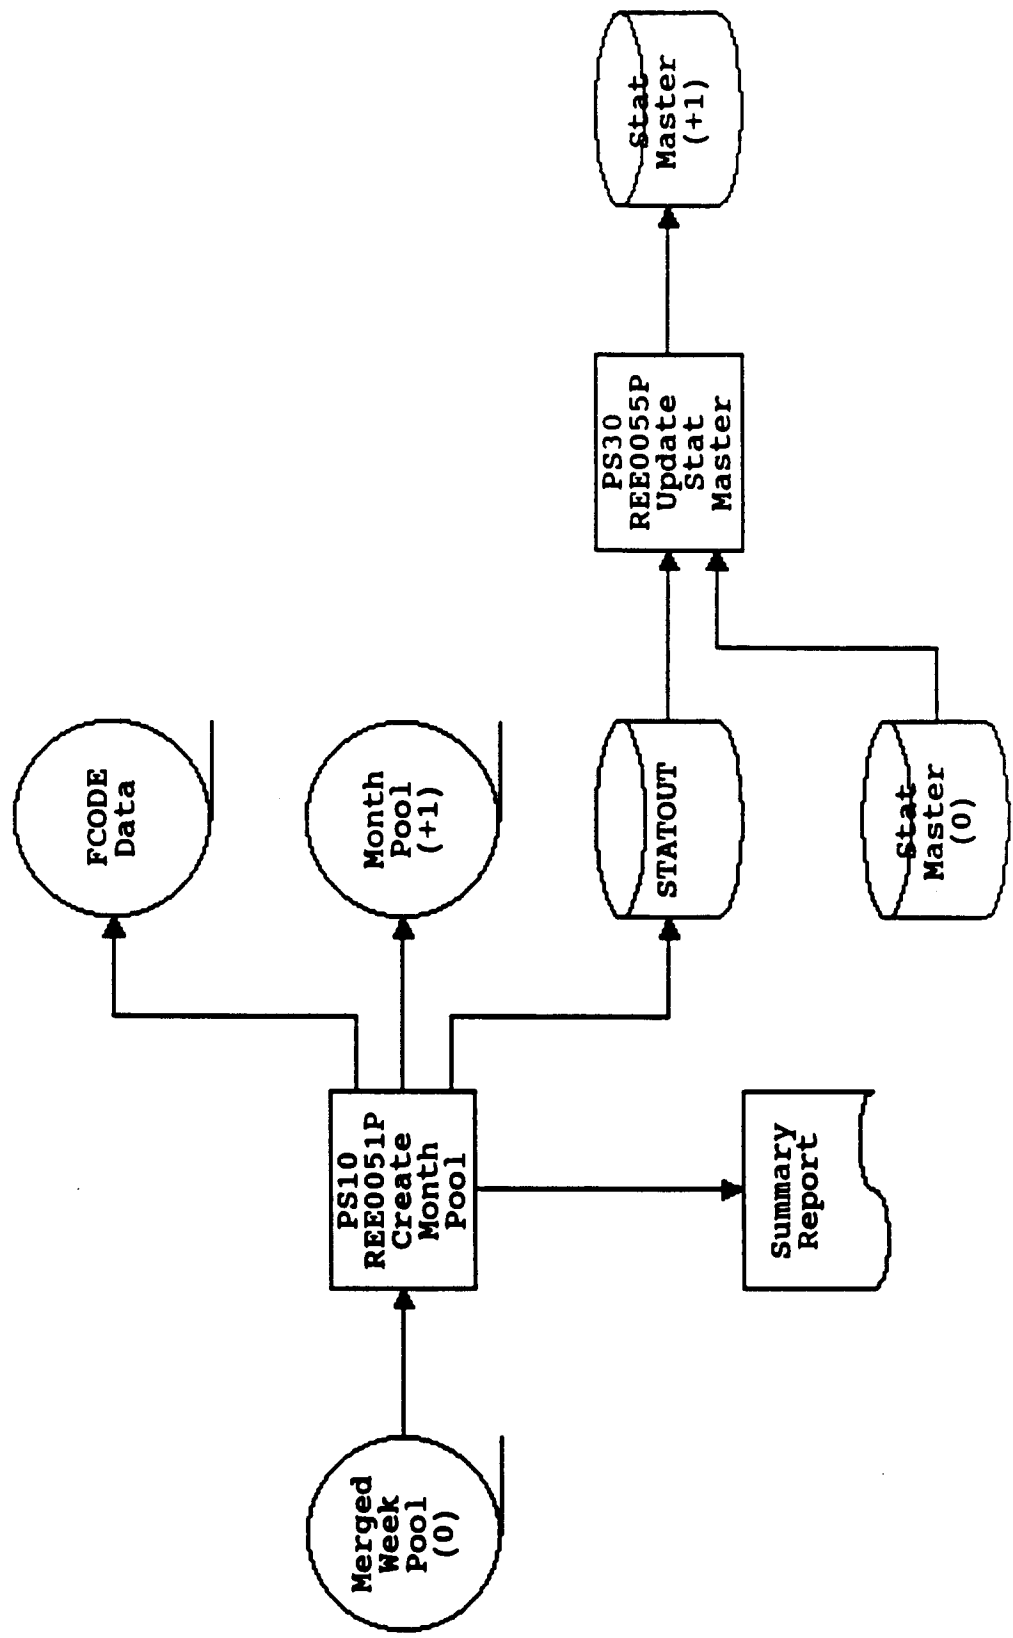 Merged
Week
Pool
(0)
PS10
REE0051P
Create
Month
Pool
Summary
Report
FCODE
Data
Month
Pool
(+1)
STATOUT
Stat
Master
(0)
PS30
REE0055P
Update
Stat
Master
Stat
Master
(+1)